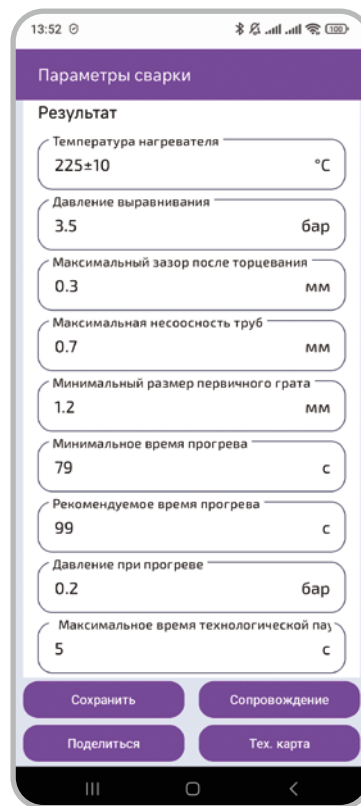 13:52
100
Параметры сварки
Результат
Температура нагревателя
225±10 °C
Давление выравнивания
3.5 бар
Максимальный зазор после торцевания
0.3 мм
Максимальная несоосность труб
0.7 мм
Минимальный размер первичного грата
1.2 мм
Минимальное время прогрева
79 с
Рекомендуемое время прогрева
99 с
Давление при прогреве
0.2 бар
Максимальное время технологической пау
5 с
Сохранить Сопровождение
Поделиться Тех. карта